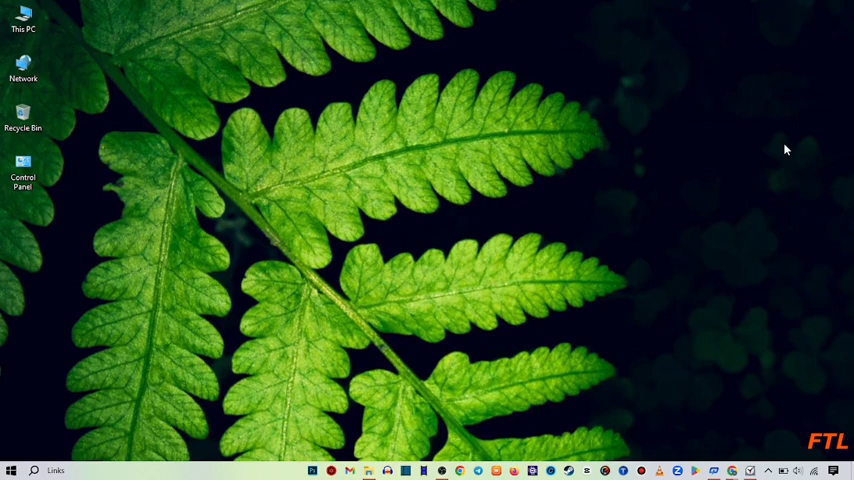 This PC
Network
Recycle Bin
Control
Panel
FTL
Links